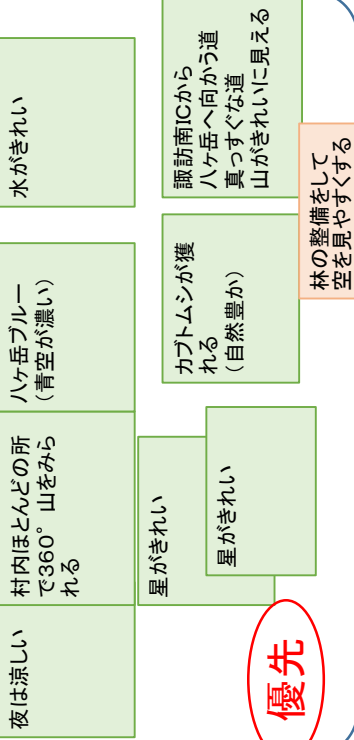 夜は涼しい
村内ほとんどの所
で360°山をみら
れる
八ヶ岳ブルー
（青空が濃い）
水がきれい
星がきれい
星がきれい
カブトムシが獲
れる
（自然豊か）
諏訪南ICから
八ヶ岳へ向かう道
真っすぐな道
山がきれいに見える
林の整備をして
空を見やすくする
優先